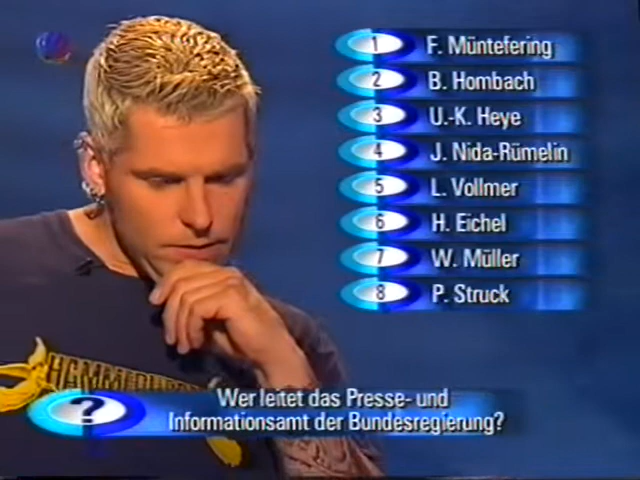 1 F. Müntefering
2 B. Hombach
3 U.-K. Heye
4 J. Nida-Rümelin
5 L. Vollmer
6 H. Eichel
7 W. Müller
8 P. Struck
? Wer leitet das Presse- und
Informationsamt der Bundesregierung?